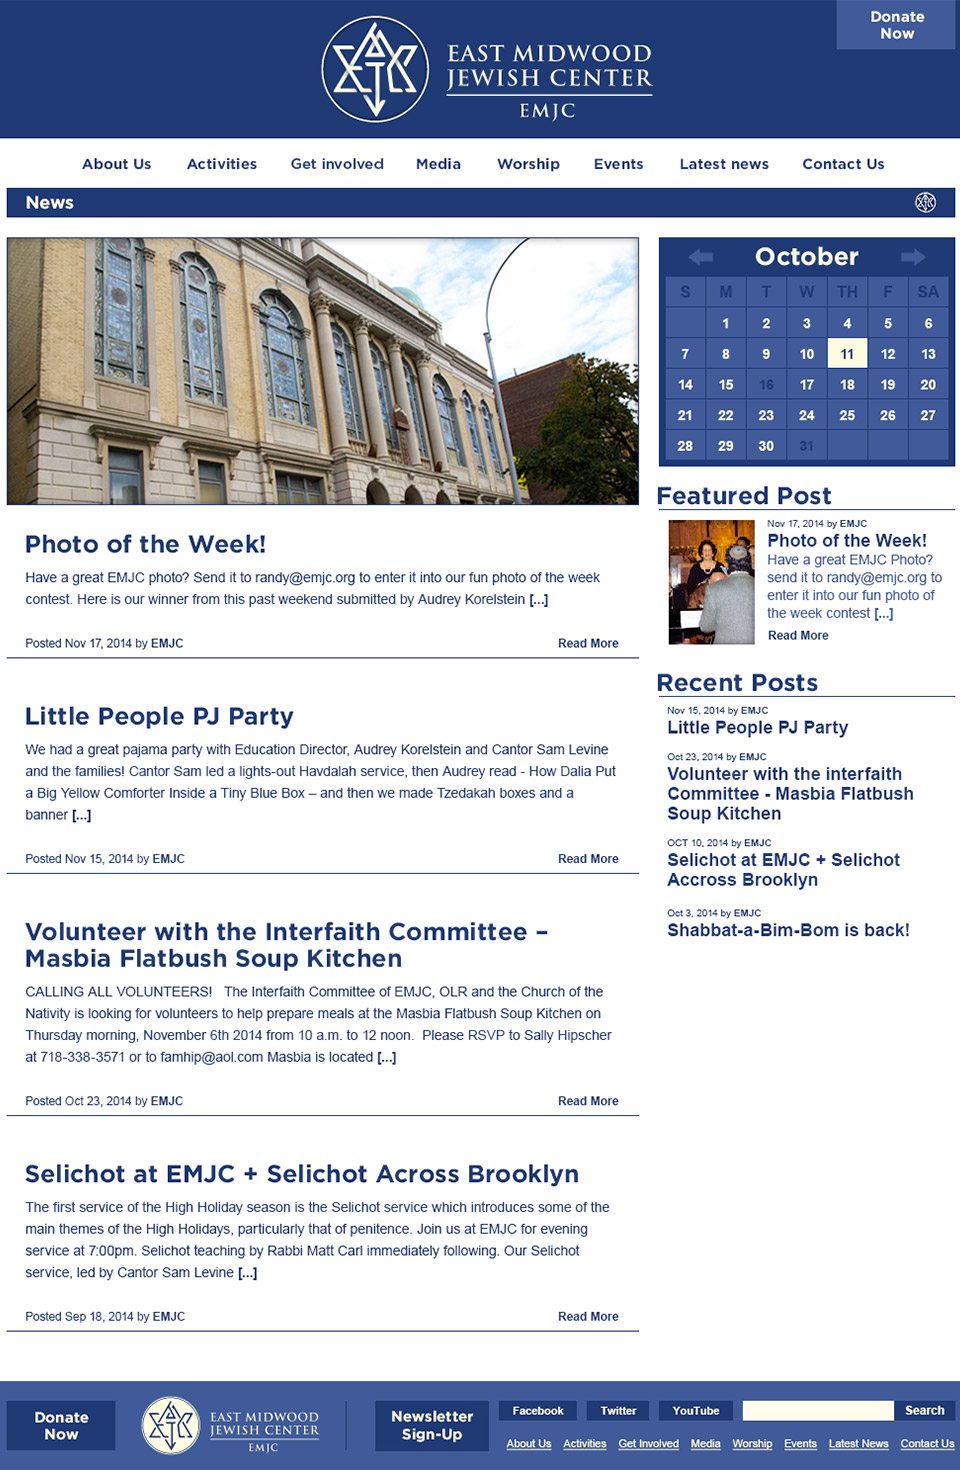 Donate
Now
EAST MIDWOOD
JEWISH CENTER
EMJC
About Us Activities Get involved Media Worship Events Latest news Contact Us
News
October
S M T W TH F SA
1 2 3 4 5 6
7 8 9 10 11 12 13
14 15 16 17 18 19 20
21 22 23 24 25 26 27
28 29 30 31
Photo of the Week!
Have a great EMJC photo? Send it to randy@emjc.org to enter it into our fun photo of the week
contest. Here is our winner from this past weekend submitted by Audrey Korelstein [...]
Posted Nov 17, 2014 by EMJC Read More
Little People PJ Party
We had a great pajama party with Education Director, Audrey Korelstein and Cantor Sam Levine
and the families! Cantor Sam led a lights-out Havdalah service, then Audrey read - How Dalia Put
a Big Yellow Comforter Inside a Tiny Blue Box – and then we made Tzedakah boxes and a
banner [...]
Posted Nov 15, 2014 by EMJC Read More
Volunteer with the Interfaith Committee –
Masbia Flatbush Soup Kitchen
CALLING ALL VOLUNTEERS! The Interfaith Committee of EMJC, OLR and the Church of the
Nativity is looking for volunteers to help prepare meals at the Masbia Flatbush Soup Kitchen on
Thursday morning, November 6th 2014 from 10 a.m. to 12 noon. Please RSVP to Sally Hipscher
at 718-338-3571 or to famhip@aol.com Masbia is located [...]
Posted Oct 23, 2014 by EMJC Read More
Selichot at EMJC + Selichot Across Brooklyn
The first service of the High Holiday season is the Selichot service which introduces some of the
main themes of the High Holidays, particularly that of penitence. Join us at EMJC for evening
service at 7:00pm. Selichot teaching by Rabbi Matt Carl immediately following. Our Selichot
service, led by Cantor Sam Levine [...]
Posted Sep 18, 2014 by EMJC Read More
Featured Post
Nov 17, 2014 by EMJC
Photo of the Week!
Have a great EMJC Photo?
send it to randy@emjc.org to
enter it into our fun photo of
the week contest [...]
Read More
Recent Posts
Nov 15, 2014 by EMJC
Little People PJ Party
Oct 23, 2014 by EMJC
Volunteer with the interfaith
Committee - Masbia Flatbush
Soup Kitchen
OCT 10, 2014 by EMJC
Selichot at EMJC + Selichot
Accross Brooklyn
Oct 3, 2014 by EMJC
Shabbat-a-Bim-Bom is back!
Donate
Now
EAST MIDWOOD
JEWISH CENTER
EMJC
Newsletter
Sign-Up
Facebook Twitter YouTube Search
About Us Activities Get Involved Media Worship Events Latest News Contact Us